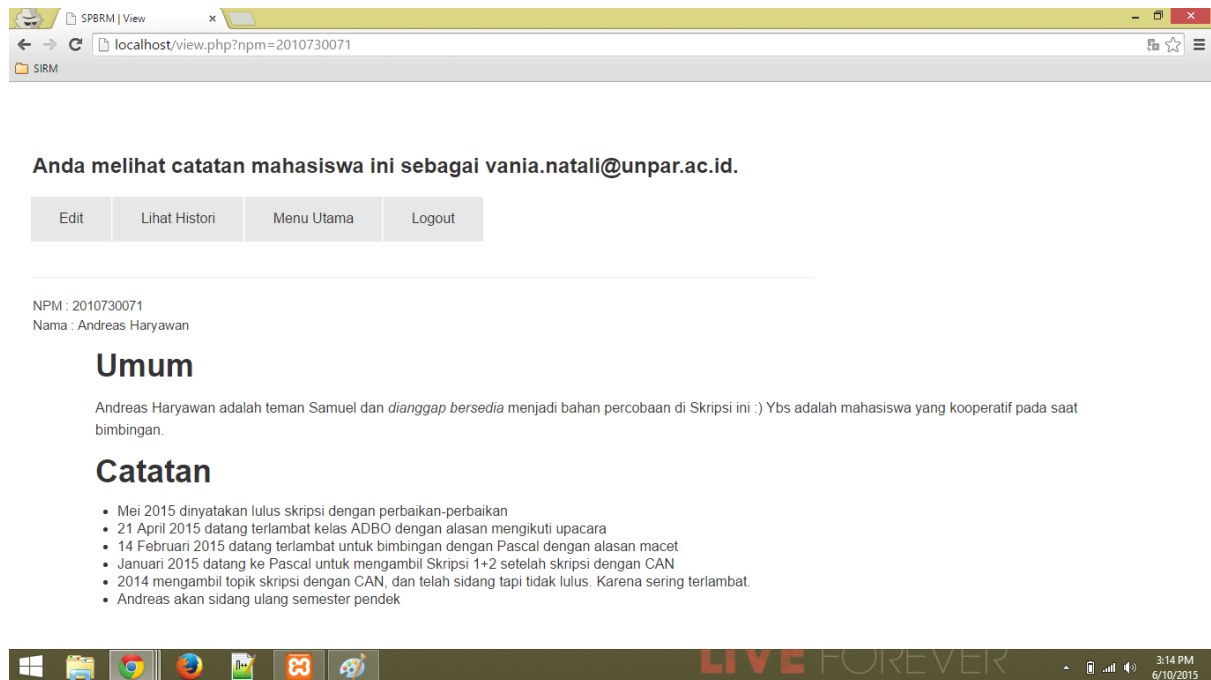 SPBRM | View
localhost/view.php?npm=2010730071
SIRM
Anda melihat catatan mahasiswa ini sebagai vania.natali@unpar.ac.id.
Edit Lihat Histori Menu Utama Logout
NPM : 2010730071
Nama : Andreas Haryawan
Umum
Andreas Haryawan adalah teman Samuel dan dianggap bersedia menjadi bahan percobaan di Skripsi ini :) Ybs adalah mahasiswa yang kooperatif pada saat
bimbingan.
Catatan
• Mei 2015 dinyatakan lulus skripsi dengan perbaikan-perbaikan
• 21 April 2015 datang terlambat kelas ADBO dengan alasan mengikuti upacara
• 14 Februari 2015 datang terlambat untuk bimbingan dengan Pascal dengan alasan macet
• Januari 2015 datang ke Pascal untuk mengambil Skripsi 1+2 setelah skripsi dengan CAN
• 2014 mengambil topik skripsi dengan CAN, dan telah sidang tapi tidak lulus. Karena sering terlambat.
• Andreas akan sidang ulang semester pendek
LIVE FOREVER
3:14 PM
6/10/2015